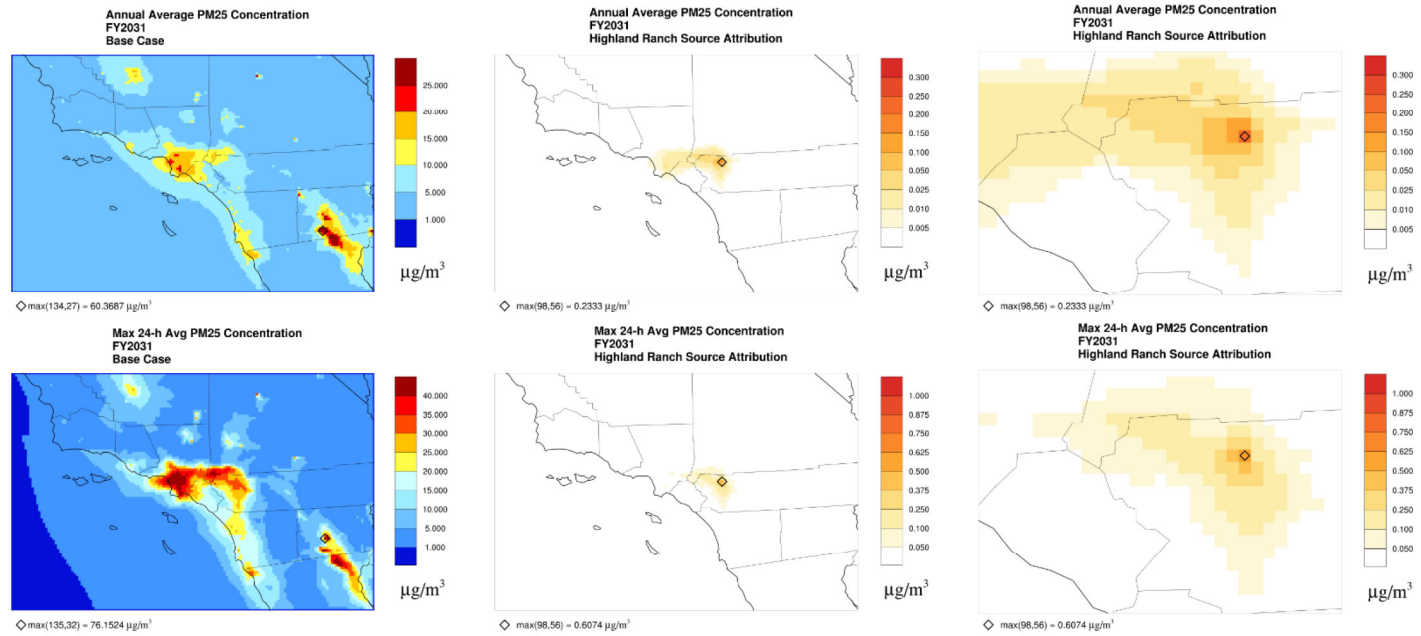 Annual Average PM25 Concentration
FY2031
Base Case
25.000
20.000
15.000
10.000
5.000
1.000
μg/m³
max(134,27) = 60.3687 μg/m³
Annual Average PM25 Concentration
FY2031
Highland Ranch Source Attribution
0.300
0.250
0.200
0.150
0.100
0.050
0.025
0.010
0.005
μg/m³
max(98,56) = 0.2333 μg/m³
Annual Average PM25 Concentration
FY2031
Highland Ranch Source Attribution
0.300
0.250
0.200
0.150
0.100
0.050
0.025
0.010
0.005
μg/m³
max(98,56) = 0.2333 μg/m³
Max 24-h Avg PM25 Concentration
FY2031
Base Case
40.000
35.000
30.000
25.000
20.000
15.000
10.000
5.000
1.000
μg/m³
max(135,32) = 76.1524 μg/m³
Max 24-h Avg PM25 Concentration
FY2031
Highland Ranch Source Attribution
1.000
0.875
0.750
0.625
0.500
0.375
0.250
0.100
0.050
μg/m³
max(98,56) = 0.6074 μg/m³
Max 24-h Avg PM25 Concentration
FY2031
Highland Ranch Source Attribution
1.000
0.875
0.750
0.625
0.500
0.375
0.250
0.100
0.050
μg/m³
max(98,56) = 0.6074 μg/m³